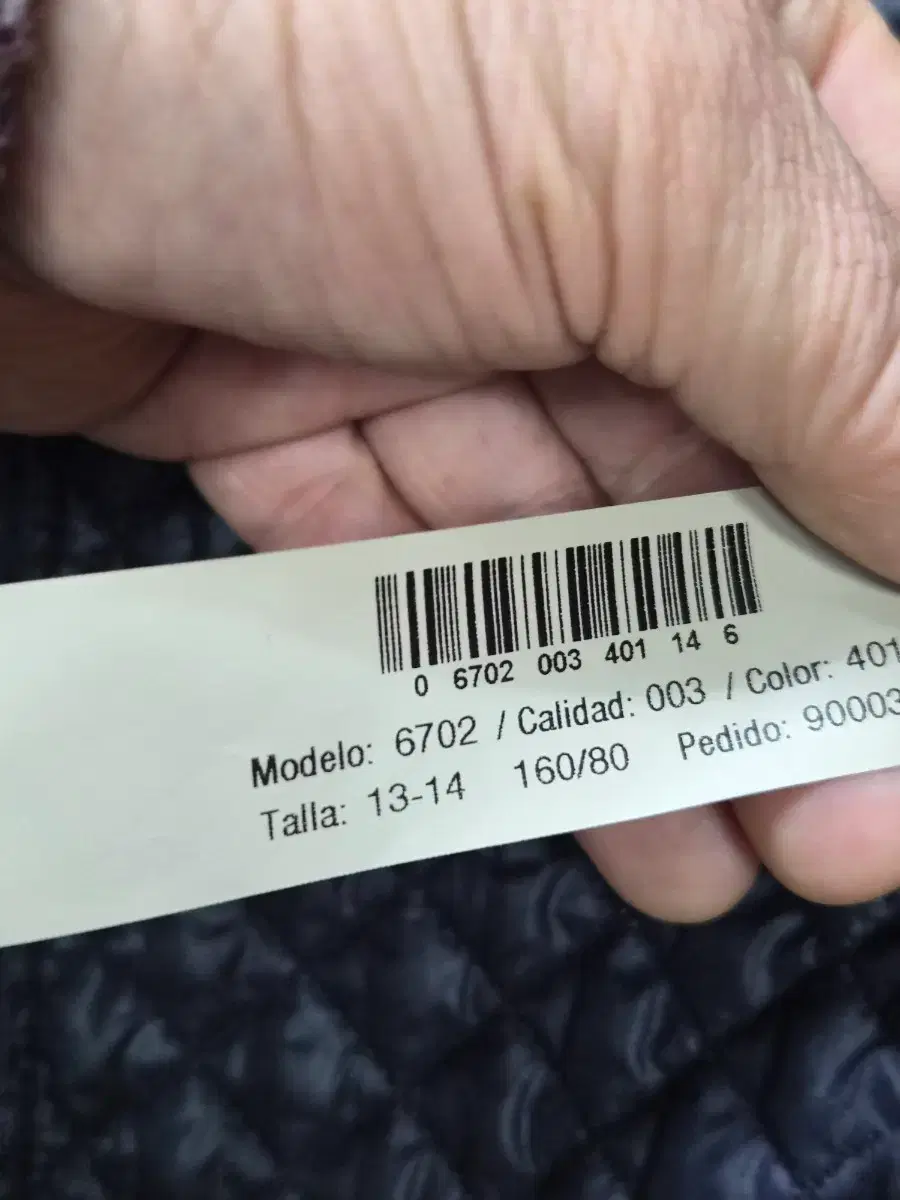 0 6702 003 401 14 6
Modelo: 6702 / Calidad: 003 / Color: 401
Talla: 13-14 160/80 Pedido: 90003